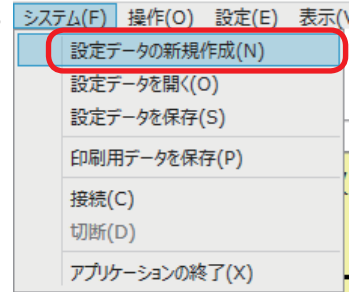 システム(F) 操作(O) 設定(E) 表示(
設定データの新規作成(N)
設定データを開く(O)
設定データを保存(S)
印刷用データを保存(P)
接続(C)
切断(D)
アプリケーションの終了(X)